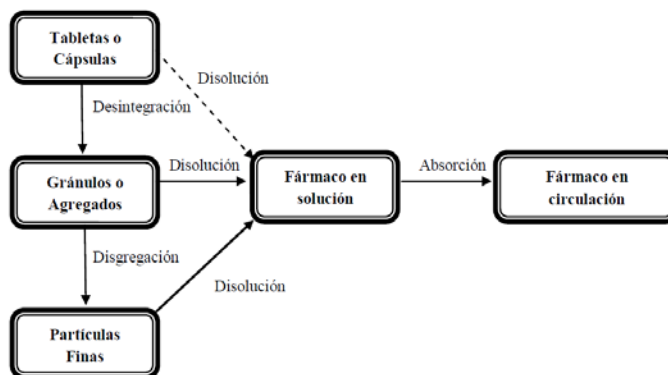 Tabletas o
Cápsulas
Disolución
Desintegración
Gránulos o
Agregados
Disolución
Fármaco en
solución
Absorción
Fármaco en
circulación
Disgregación
Disolución
Partículas
Finas